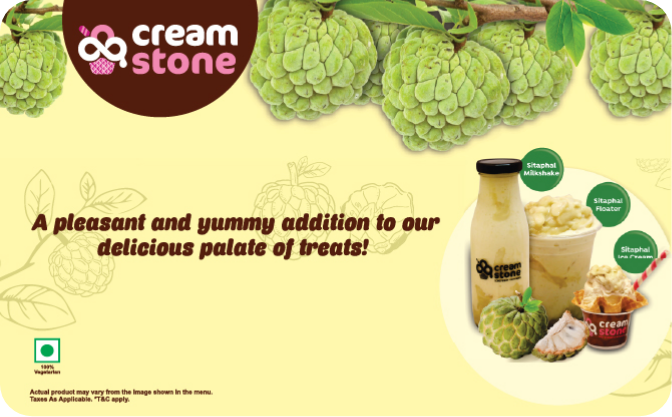 cream
stone
Sitaphal
Milkshake
Sitaphal
Floater
Sitaphal
Ice Cream
A pleasant and yummy addition to our
delicious palate of treats!
cream
stone
cream
stone
100%
Vegetarian
Actual product may vary from the image shown in the menu.
Taxes As Applicable. *T&C apply.